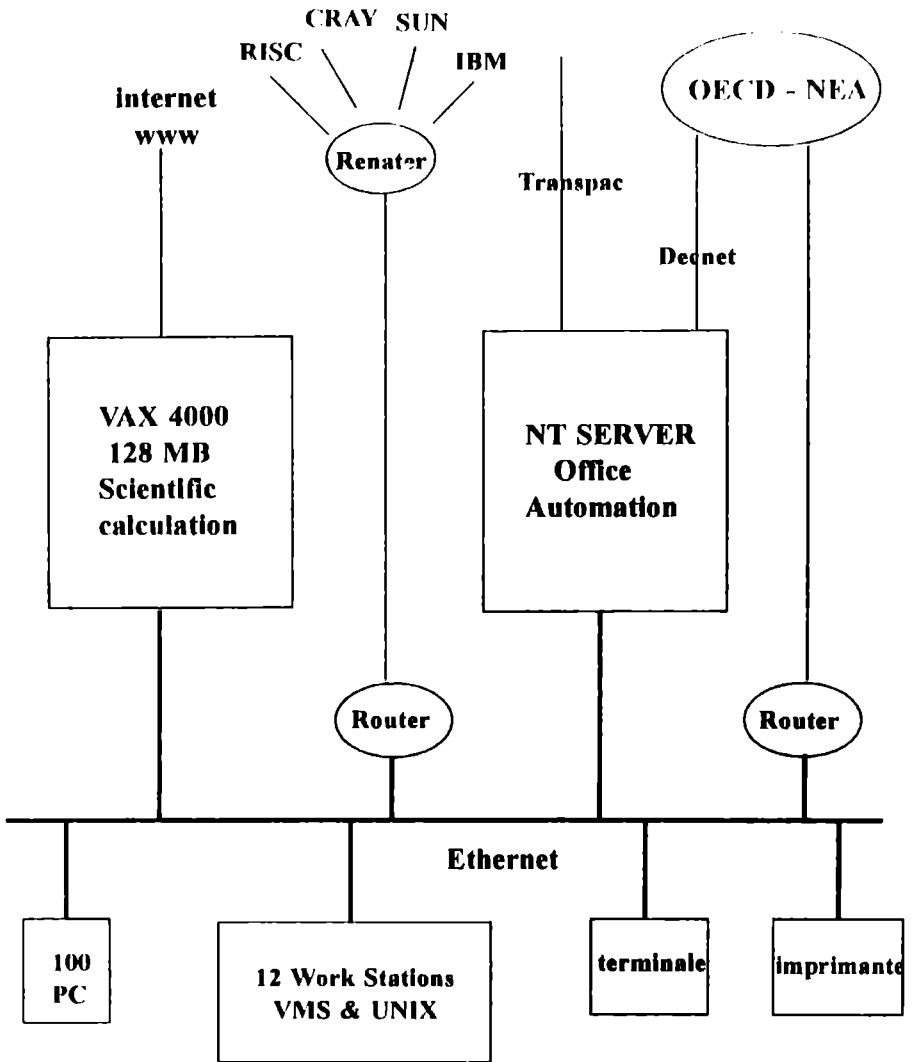 CRAY
SUN
RISC
IBM
internet
www
Renater
OECD - NEA
Transpac
Decnet
VAX 4000
128 MB
Scientific
calculation
NT SERVER
Office
Automation
Router
Router
Ethernet
100
PC
12 Work Stations
VMS & UNIX
terminale
imprimante